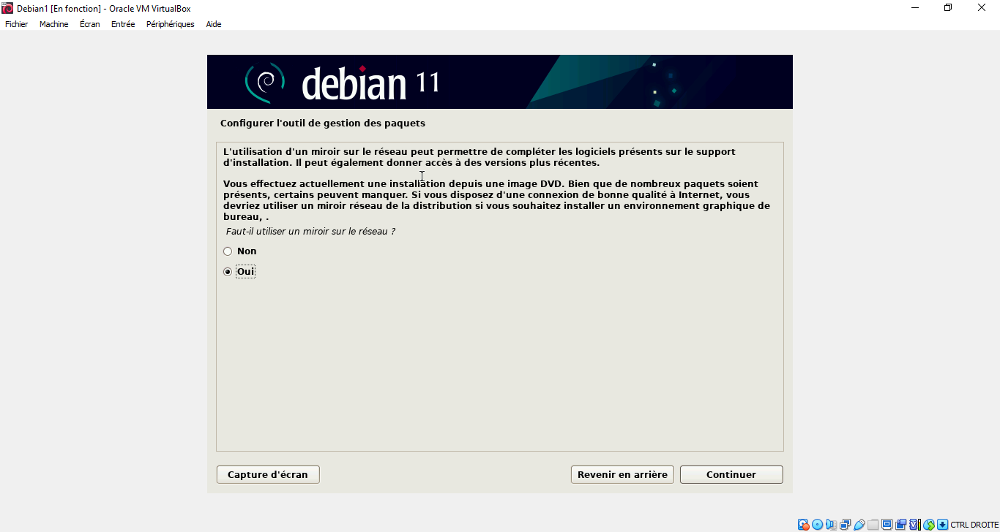 Debian1 [En fonction] - Oracle VM VirtualBox
Fichier Machine Écran Entrée Périphériques Aide
debian 11
Configurer l'outil de gestion des paquets
L'utilisation d'un miroir sur le réseau peut permettre de compléter les logiciels présents sur le support
d'installation. Il peut également donner accès à des versions plus récentes.
Vous effectuez actuellement une installation depuis une image DVD. Bien que de nombreux paquets soient
présents, certains peuvent manquer. Si vous disposez d'une connexion de bonne qualité à Internet, vous
devriez utiliser un miroir réseau de la distribution si vous souhaitez installer un environnement graphique de
bureau, .
Faut-il utiliser un miroir sur le réseau ?
Non
Oui
Capture d'écran Revenir en arrière Continuer
CTRL DROITE